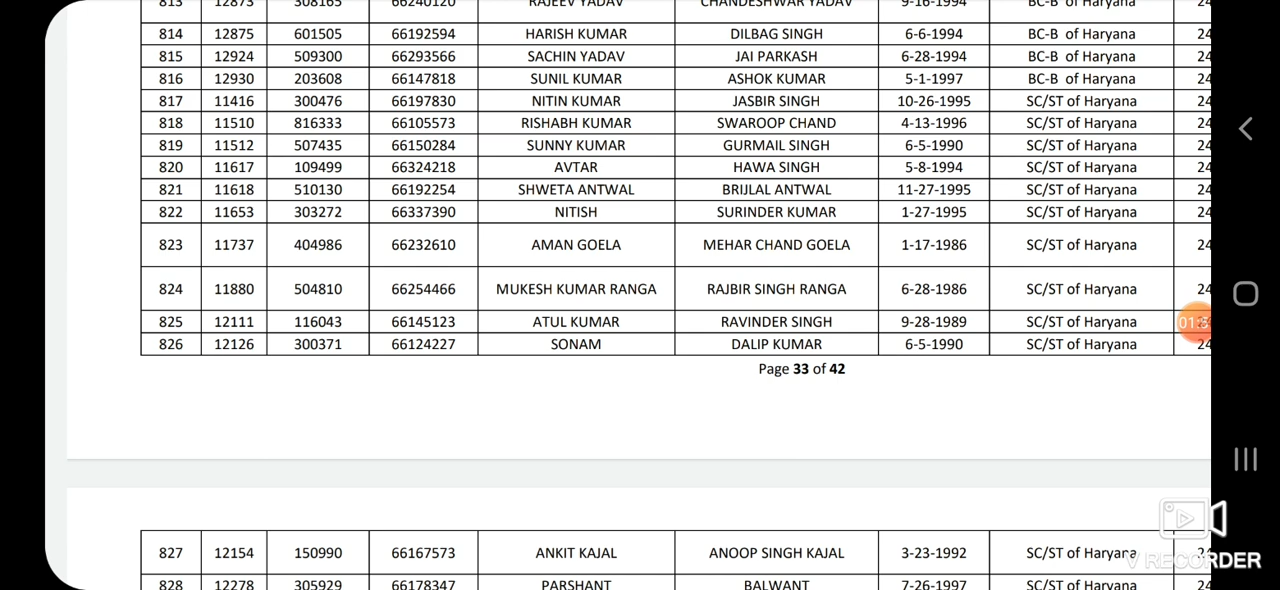 813 12873 308165 66240120 RAJEEV YADAV CHANDESHWAR YADAV 9-16-1994 BC-B of Haryana 24
814 12875 601505 66192594 HARISH KUMAR DILBAG SINGH 6-6-1994 BC-B of Haryana 24
815 12924 509300 66293566 SACHIN YADAV JAI PARKASH 6-28-1994 BC-B of Haryana 24
816 12930 203608 66147818 SUNIL KUMAR ASHOK KUMAR 5-1-1997 BC-B of Haryana 24
817 11416 300476 66197830 NITIN KUMAR JASBIR SINGH 10-26-1995 SC/ST of Haryana 24
818 11510 816333 66105573 RISHABH KUMAR SWAROOP CHAND 4-13-1996 SC/ST of Haryana 24
819 11512 507435 66150284 SUNNY KUMAR GURMAIL SINGH 6-5-1990 SC/ST of Haryana 24
820 11617 109499 66324218 AVTAR HAWA SINGH 5-8-1994 SC/ST of Haryana 24
821 11618 510130 66192254 SHWETA ANTWAL BRIJLAL ANTWAL 11-27-1995 SC/ST of Haryana 24
822 11653 303272 66337390 NITISH SURINDER KUMAR 1-27-1995 SC/ST of Haryana 24
823 11737 404986 66232610 AMAN GOELA MEHAR CHAND GOELA 1-17-1986 SC/ST of Haryana 24
824 11880 504810 66254466 MUKESH KUMAR RANGA RAJBIR SINGH RANGA 6-28-1986 SC/ST of Haryana 24
825 12111 116043 66145123 ATUL KUMAR RAVINDER SINGH 9-28-1989 SC/ST of Haryana
826 12126 300371 66124227 SONAM DALIP KUMAR 6-5-1990 SC/ST of Haryana 24
Page 33 of 42
827 12154 150990 66167573 ANKIT KAJAL ANOOP SINGH KAJAL 3-23-1992 SC/ST of Haryana
828 12278 305929 66178347 PARSHANT BALWANT 7-26-1997 SC/ST of Haryana 24
V RECORDER